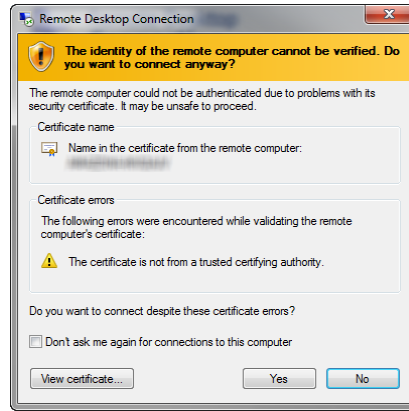 Remote Desktop Connection
The identity of the remote computer cannot be verified. Do
you want to connect anyway?
The remote computer could not be authenticated due to problems with its
security certificate. It may be unsafe to proceed.
Certificate name
Name in the certificate from the remote computer:
Certificate errors
The following errors were encountered while validating the remote
computer's certificate:
The certificate is not from a trusted certifying authority.
Do you want to connect despite these certificate errors?
Don't ask me again for connections to this computer
View certificate...
Yes
No